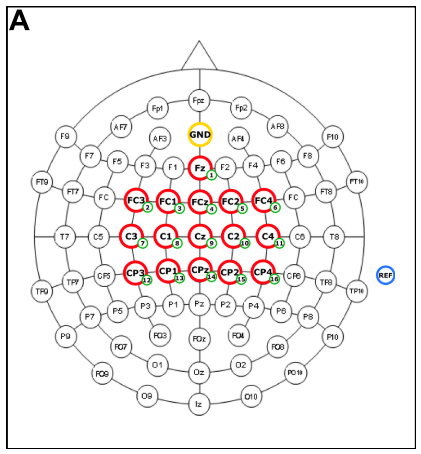 A
Fpz
Fp1 Fp2
AF7 GND AF8
F9 AF3 AF4 P10
F7 F5 F3 F1 Fz 1 F2 F4 F6 F8
FT9 FT7 FC FC3 2 FC1 3 FCz 4 FC2 5 FC4 6 FC FT8 FT10
T7 C5 C3 7 C1 8 Cz 9 C2 10 C4 11 C6 T8
TP9 TP7 CP5 CP3 12 CP1 13 CPz 14 CP2 15 CP4 16 CP6 TP8 TP10 REF
P9 P7 P5 P3 P1 Pz P2 P4 P6 P8 P10
PO7 PO3 POz PO4 PO8
PO9 O1 Oz O2 PO10
O9 Iz O10